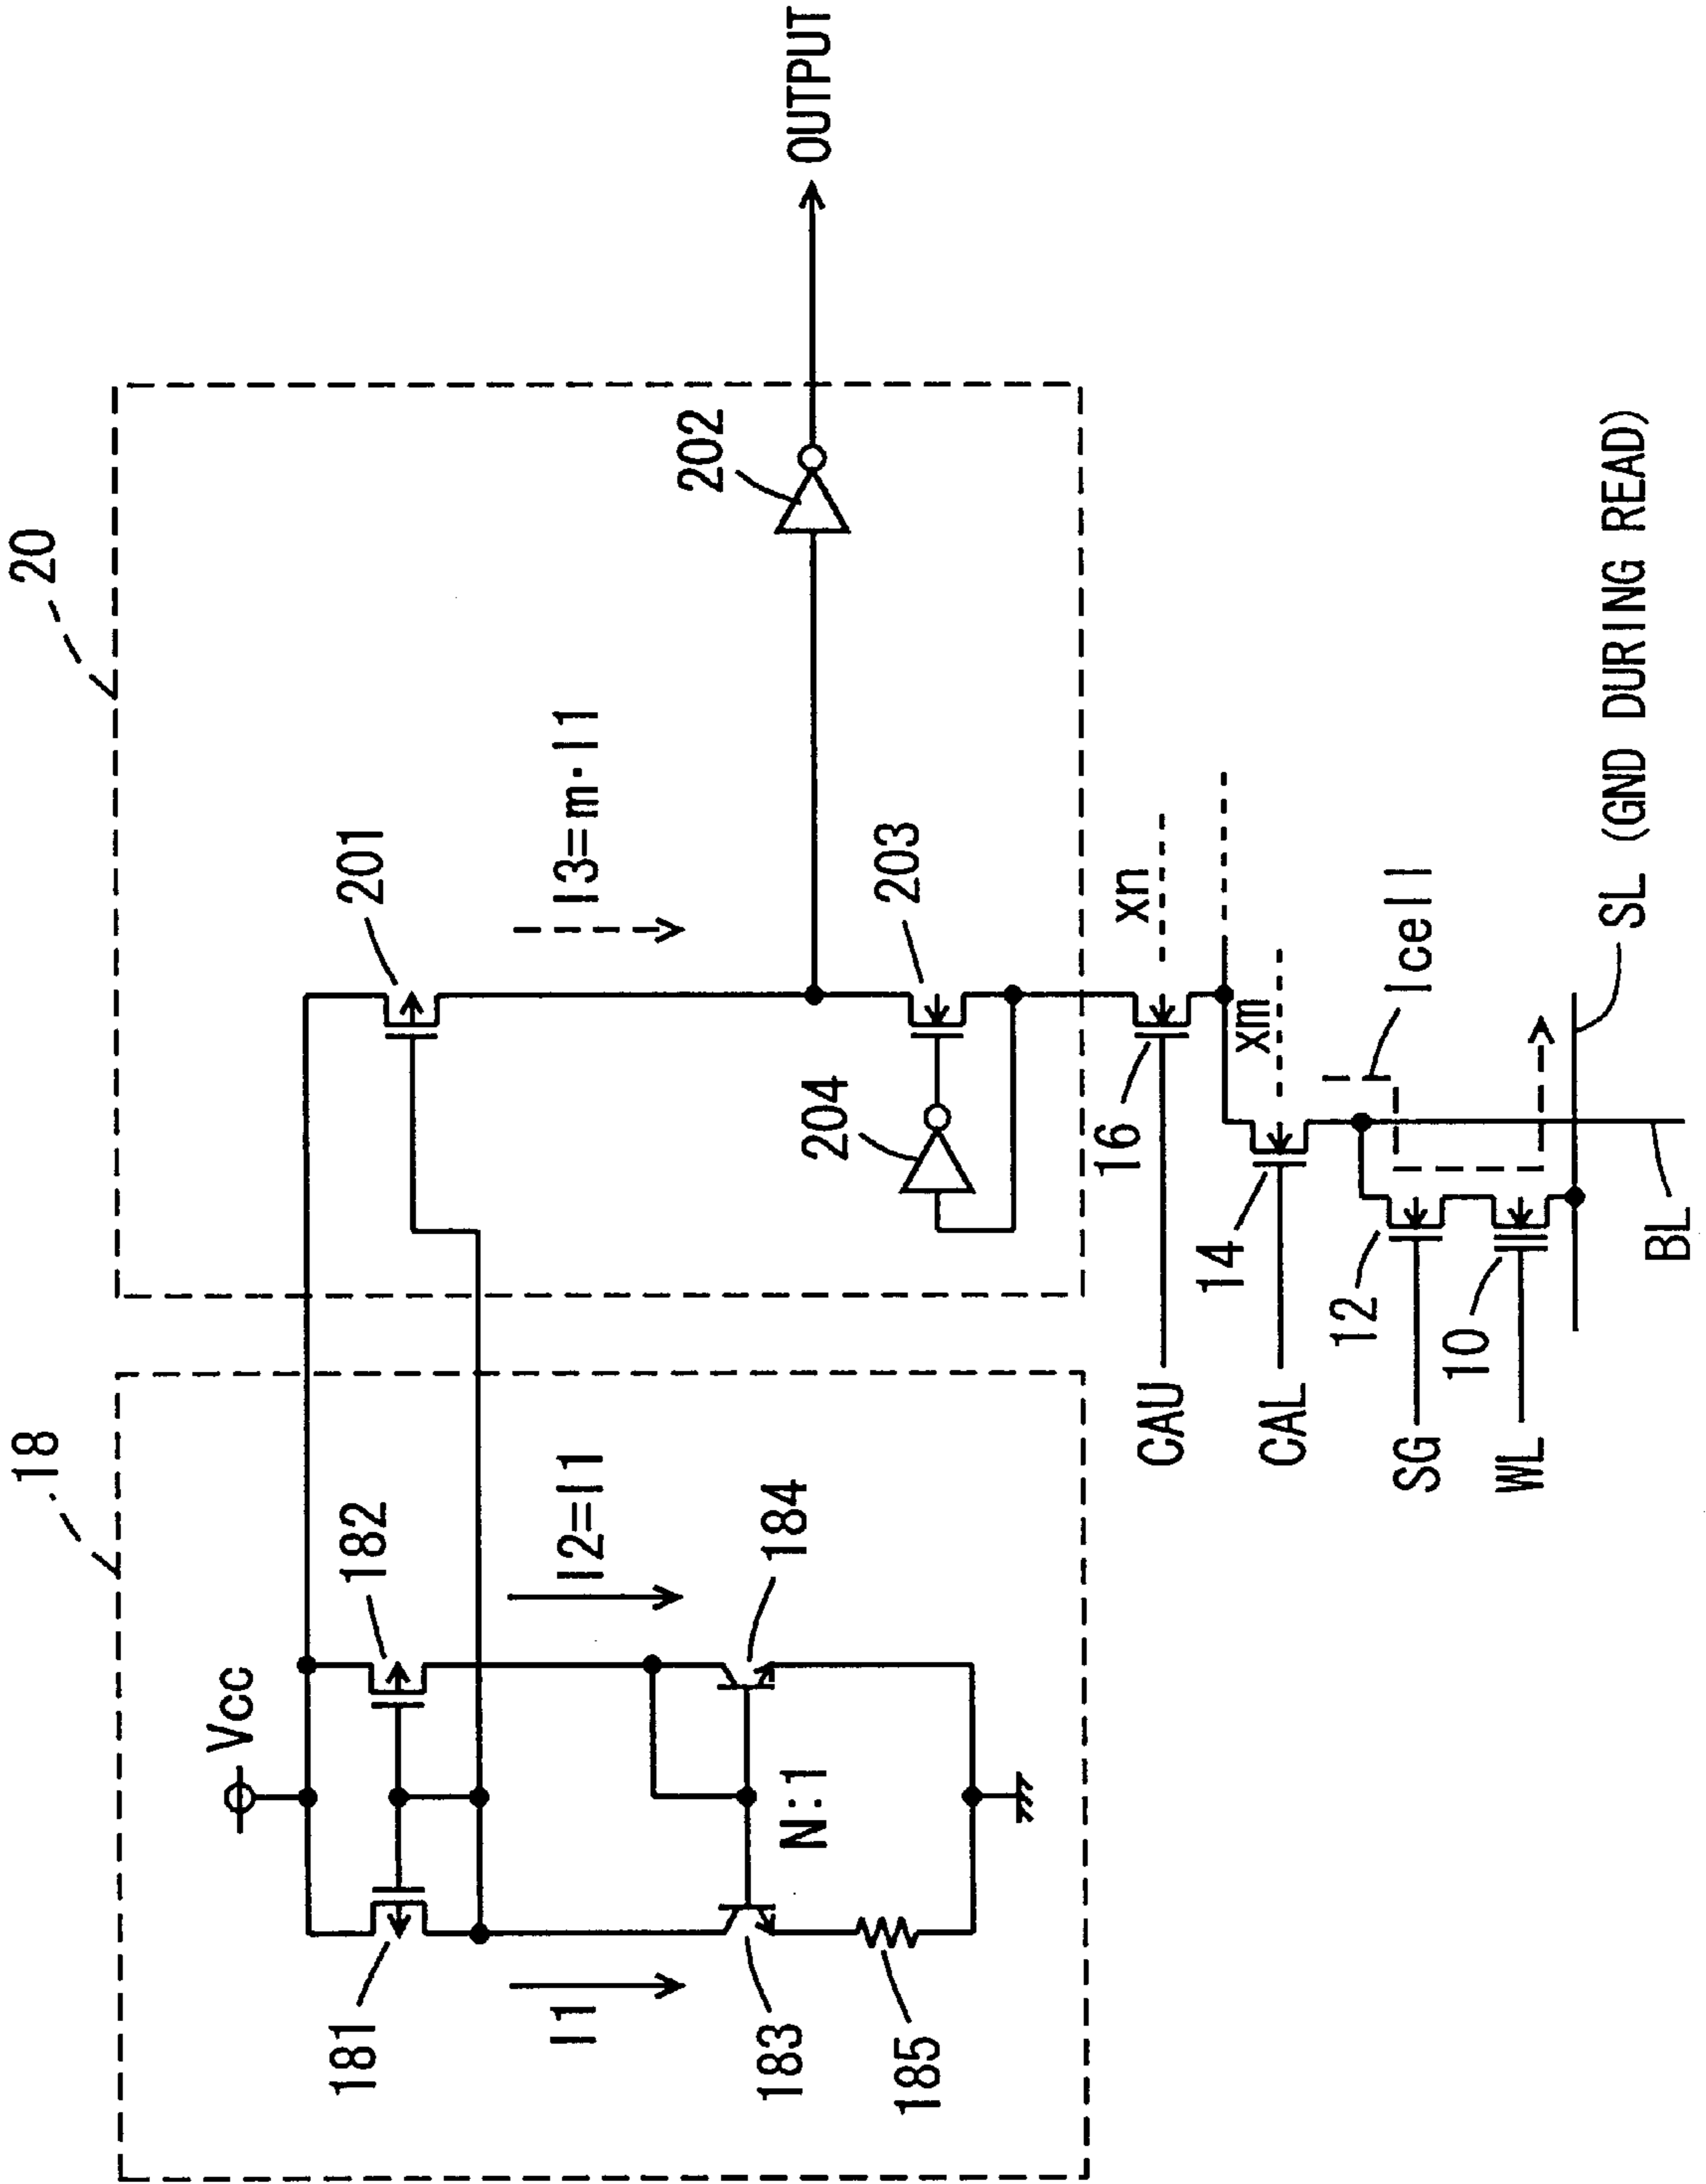 18
20
Vcc
181
182
I1
I2=I1
183
N:1
184
185
201
I3=m·I1
202
OUTPUT
204
203
CAU
16
xn
CAL
14
xm
SG
12
Icell
WL
10
BL
SL (GND DURING READ)